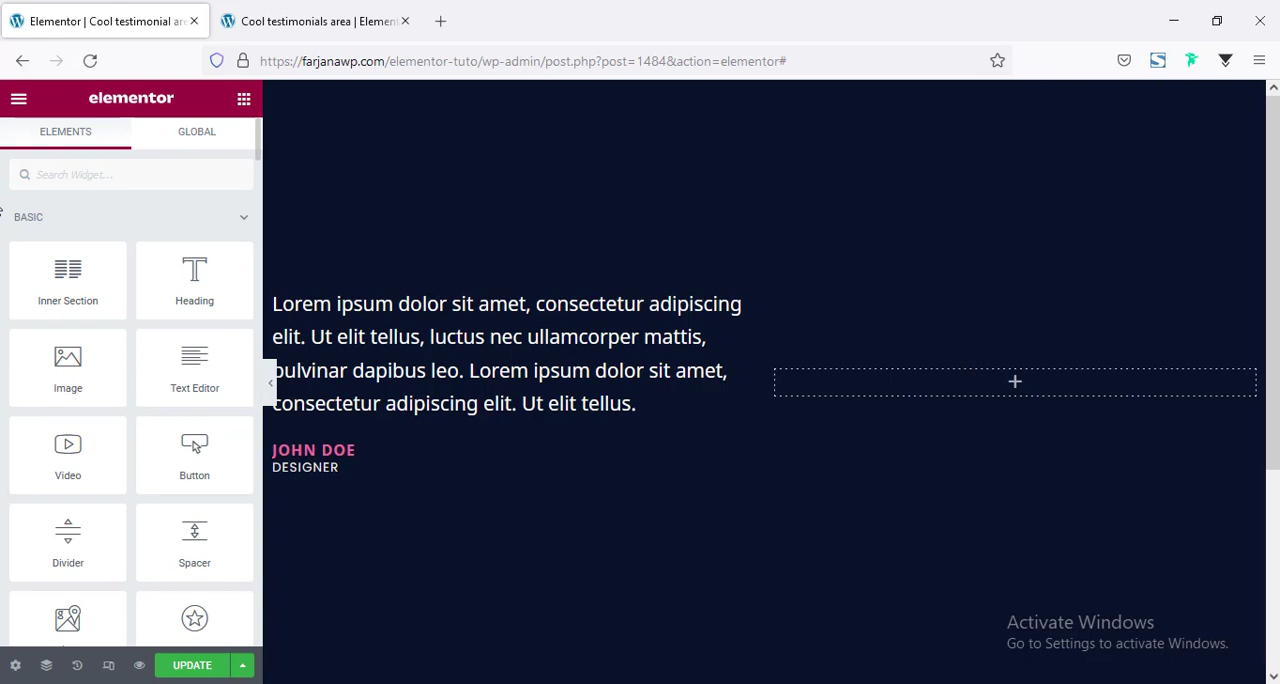 Elementor | Cool testimonial are
Cool testimonials area | Element
https://farjanawp.com/elementor-tuto/wp-admin/post.php?post=1484&action=elementor#
elementor
ELEMENTS
GLOBAL
Search Widget...
BASIC
Inner Section
Heading
Image
Text Editor
Video
Button
Divider
Spacer
UPDATE
Lorem ipsum dolor sit amet, consectetur adipiscing
elit. Ut elit tellus, luctus nec ullamcorper mattis,
pulvinar dapibus leo. Lorem ipsum dolor sit amet,
consectetur adipiscing elit. Ut elit tellus.
JOHN DOE
DESIGNER
Activate Windows
Go to Settings to activate Windows.